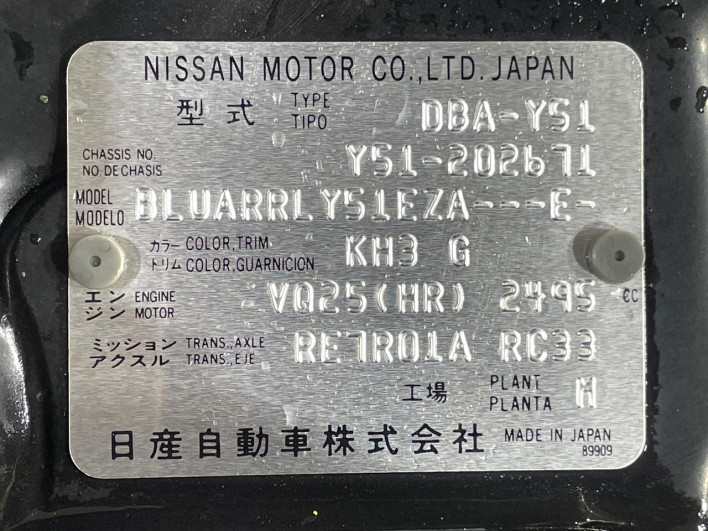 NISSAN MOTOR CO.,LTD. JAPAN
型式 TYPE TIPO DBA-Y51
CHASSIS NO. NO. DE CHASIS Y51-202671
MODEL MODELO BLUARRLY51EZA---E-
カラー COLOR,TRIM トリム COLOR,GUARNICION KH3 G
エンジン ENGINE MOTOR VQ25(HR) 2495 CC
ミッション TRANS.,AXLE アクスル TRANS.,EJE RE7R01A RC33
工場 PLANT PLANTA M
日産自動車株式会社 MADE IN JAPAN
89909